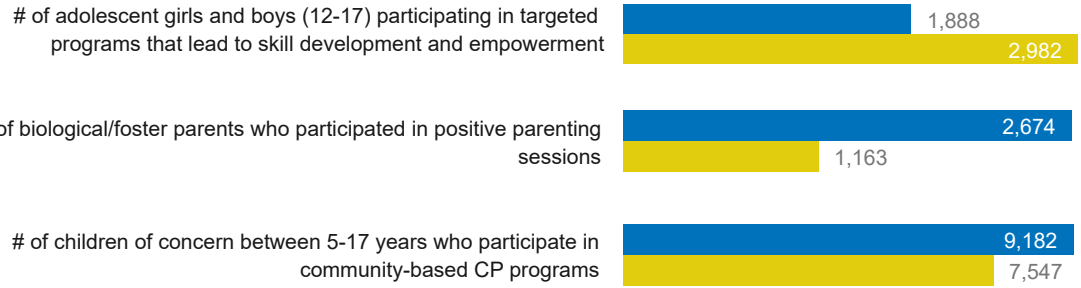 # of adolescent girls and boys (12-17) participating in targeted
programs that lead to skill development and empowerment
1,888
2,982
of biological/foster parents who participated in positive parenting
sessions
2,674
1,163
# of children of concern between 5-17 years who participate in
community-based CP programs
9,182
7,547